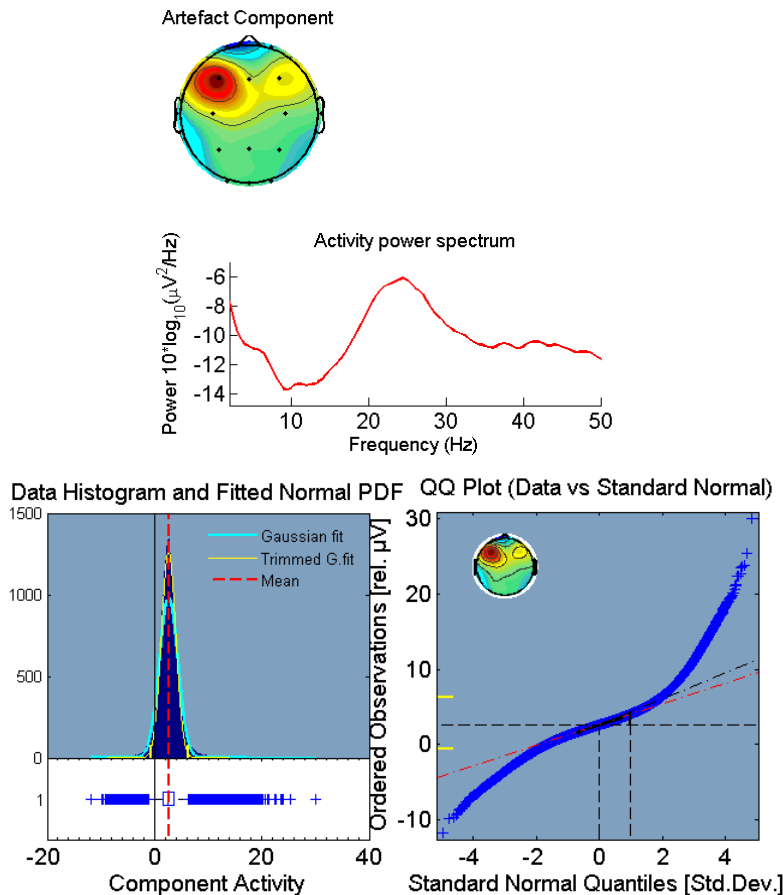 Artefact Component
Activity power spectrum
Power 10*log10(μV2/Hz)
-6
-8
-10
-12
-14
10 20 30 40 50
Frequency (Hz)
Data Histogram and Fitted Normal PDF
1500
1000
500
0
Gaussian fit
Trimmed G.fit
Mean
1
-20 0 20 40
Component Activity
QQ Plot (Data vs Standard Normal)
Ordered Observations [rel. μV]
30
20
10
0
-10
-4 -2 0 2 4
Standard Normal Quantiles [Std.Dev.]